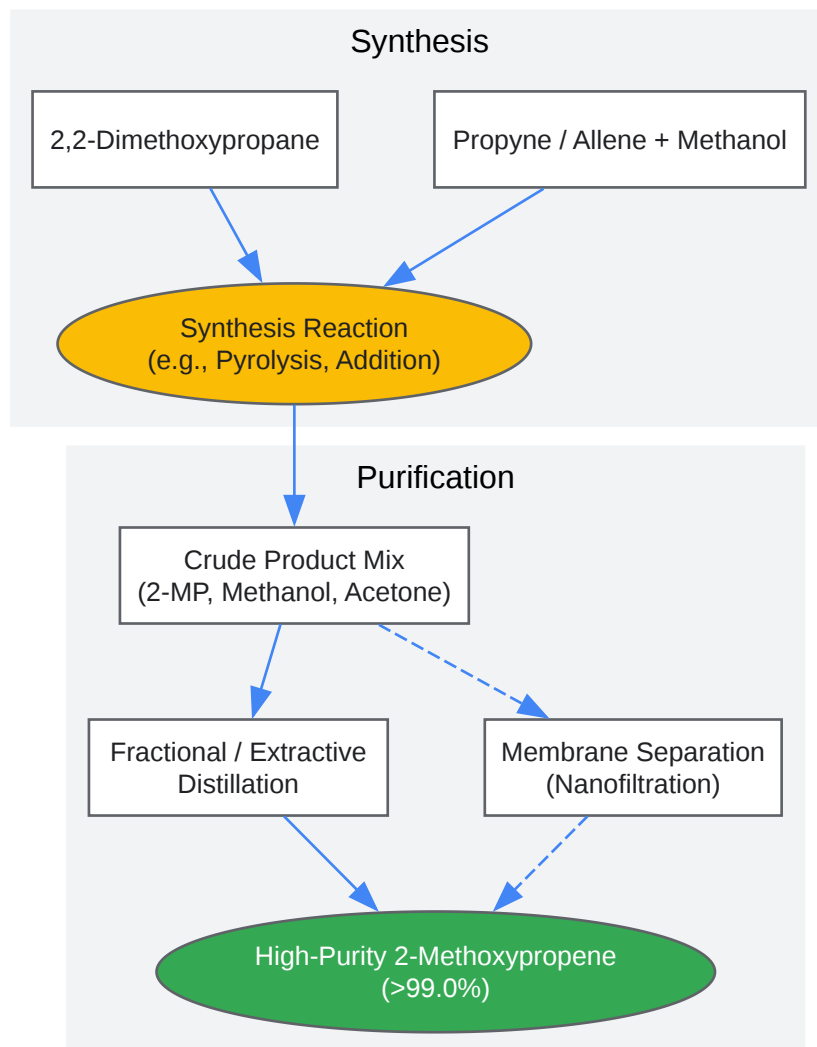 Synthesis
2,2-Dimethoxypropane
Propyne / Allene + Methanol
Synthesis Reaction
(e.g., Pyrolysis, Addition)
Purification
Crude Product Mix
(2-MP, Methanol, Acetone)
Fractional / Extractive
Distillation
Membrane Separation
(Nanofiltration)
High-Purity 2-Methoxypropene
(>99.0%)